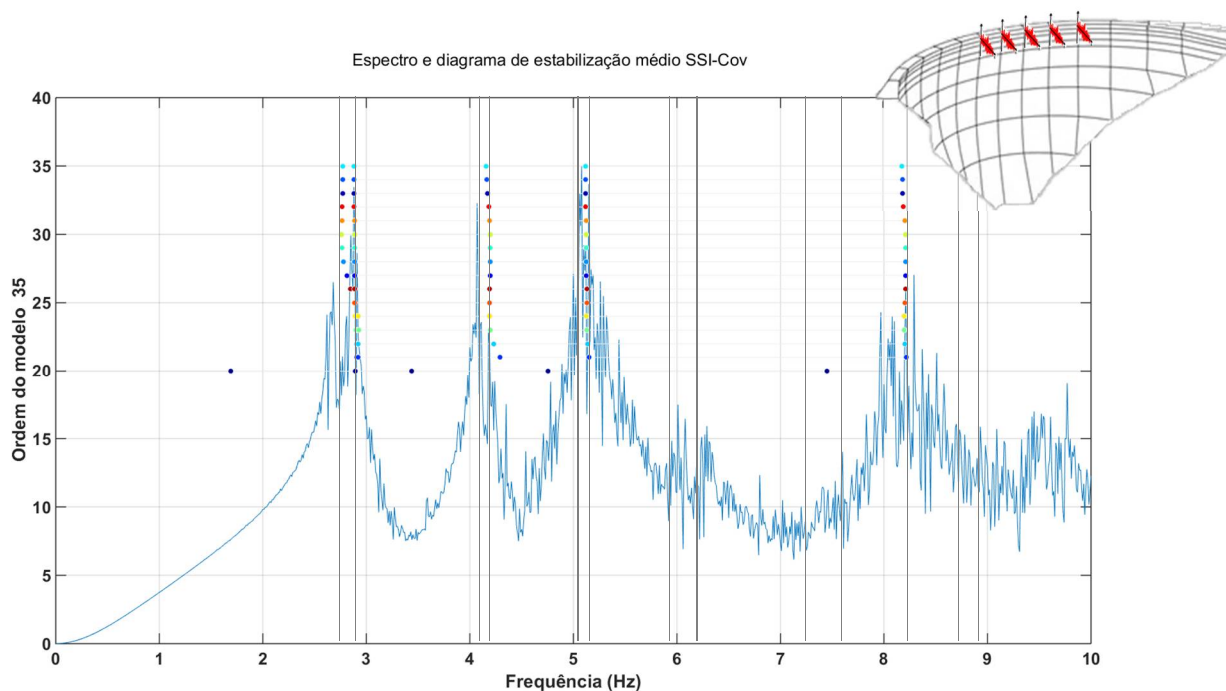 Espectro e diagrama de estabilização médio SSI-Cov
Ordem do modelo  35
40
35
30
25
20
15
10
5
0
0 1 2 3 4 5 6 7 8 9 10
Frequência (Hz)